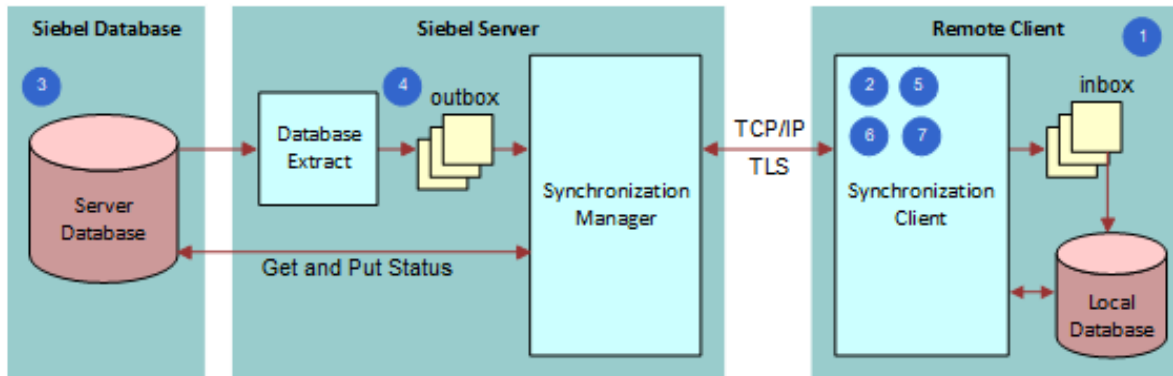 Siebel Database
Siebel Server
Remote Client
1
3
4
2
5
outbox
inbox
6
7
Database
Extract
TCP/IP
TLS
Server
Database
Synchronization
Manager
Synchronization
Client
Get and Put Status
Local
Database